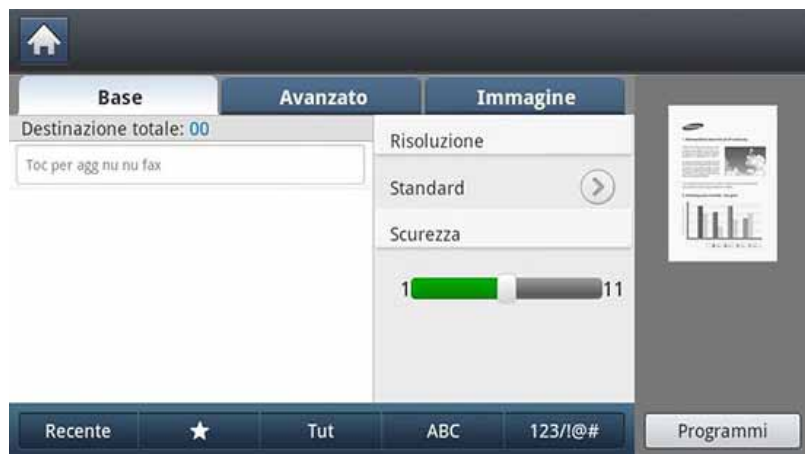 Base
Avanzato
Immagine
Destinazione totale: 00
Toc per agg nu nu fax
Risoluzione
Standard
Scurezza
1
11
Recente
Tut
ABC
123/!@#
Programmi